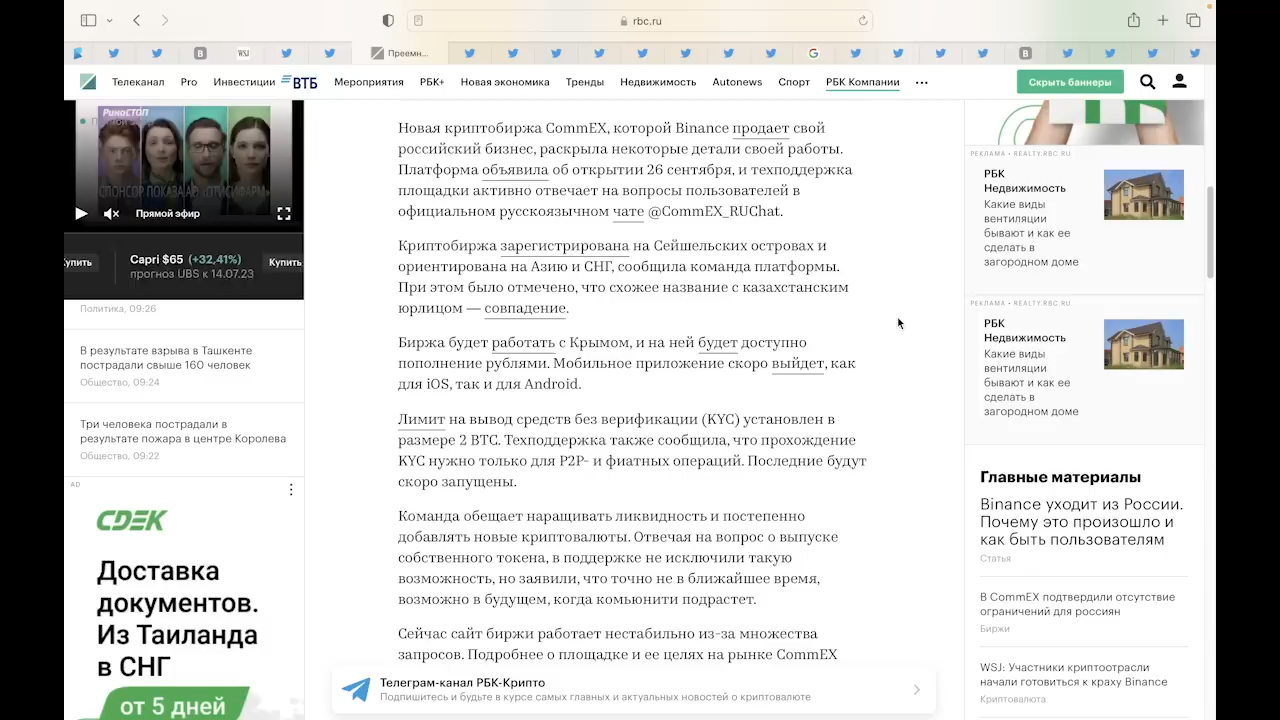 rbc.ru
WSJ
Преемн...
Телеканал Pro Инвестиции ВТБ Мероприятия РБК+ Новая экономика Тренды Недвижимость Autonews Спорт РБК Компании
Скрыть баннеры
РиноСТОП
СПОНСОР ПОКАЗА АО «ОТИСИФАРМ»
Прямой эфир
Купить
Capri $65 (+32,41%)
прогноз UBS к 14.07.23
Купить
Политика, 09:26
В результате взрыва в Ташкенте
пострадали свыше 160 человек
Общество, 09:24
Три человека пострадали в
результате пожара в центре Королева
Общество, 09:22
AD
CDEK
Доставка
документов.
Из Таиланда
в СНГ
от 5 дней
Новая криптобиржа CommEX, которой Binance продает свой
российский бизнес, раскрыла некоторые детали своей работы.
Платформа объявила об открытии 26 сентября, и техподдержка
площадки активно отвечает на вопросы пользователей в
официальном русскоязычном чате @CommEX_RUChat.
Криптобиржа зарегистрирована на Сейшельских островах и
ориентирована на Азию и СНГ, сообщила команда платформы.
При этом было отмечено, что схожее название с казахстанским
юрлицом — совпадение.
Биржа будет работать с Крымом, и на ней будет доступно
пополнение рублями. Мобильное приложение скоро выйдет, как
для iOS, так и для Android.
Лимит на вывод средств без верификации (KYC) установлен в
размере 2 BTC. Техподдержка также сообщила, что прохождение
KYC нужно только для P2P- и фиатных операций. Последние будут
скоро запущены.
Команда обещает наращивать ликвидность и постепенно
добавлять новые криптовалюты. Отвечая на вопрос о выпуске
собственного токена, в поддержке не исключили такую
возможность, но заявили, что точно не в ближайшее время,
возможно в будущем, когда комьюнити подрастет.
Сейчас сайт биржи работает нестабильно из-за множества
запросов. Подробнее о площадке и ее целях на рынке CommEX
Телеграм-канал РБК-Крипто
Подпишитесь и будьте в курсе самых главных и актуальных новостей о криптовалюте
РЕКЛАМА • REALTY.RBC.RU
РБК
Недвижимость
Какие виды
вентиляции
бывают и как ее
сделать в
загородном доме
РЕКЛАМА • REALTY.RBC.RU
РБК
Недвижимость
Какие виды
вентиляции
бывают и как ее
сделать в
загородном доме
Главные материалы
Binance уходит из России.
Почему это произошло и
как быть пользователям
Статья
В CommEX подтвердили отсутствие
ограничений для россиян
Биржи
WSJ: Участники криптоотрасли
начали готовиться к краху Binance
Криптовалюта